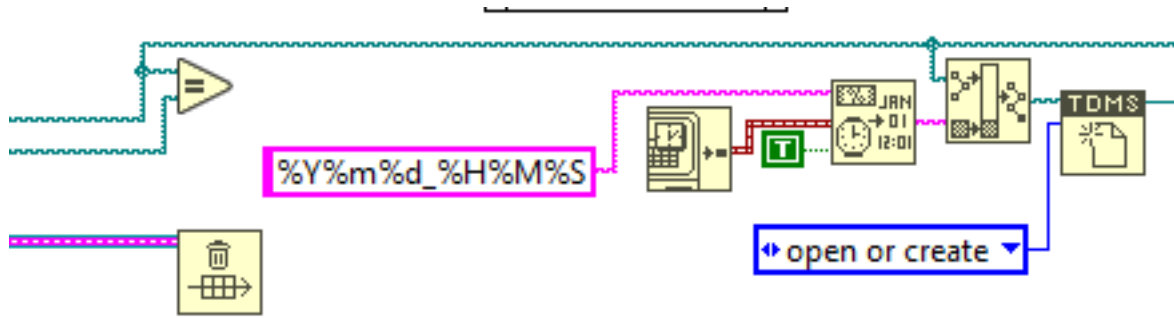 =
JAN
01
12:01
TDMS
%Y%m%d_%H%M%S
T
open or create